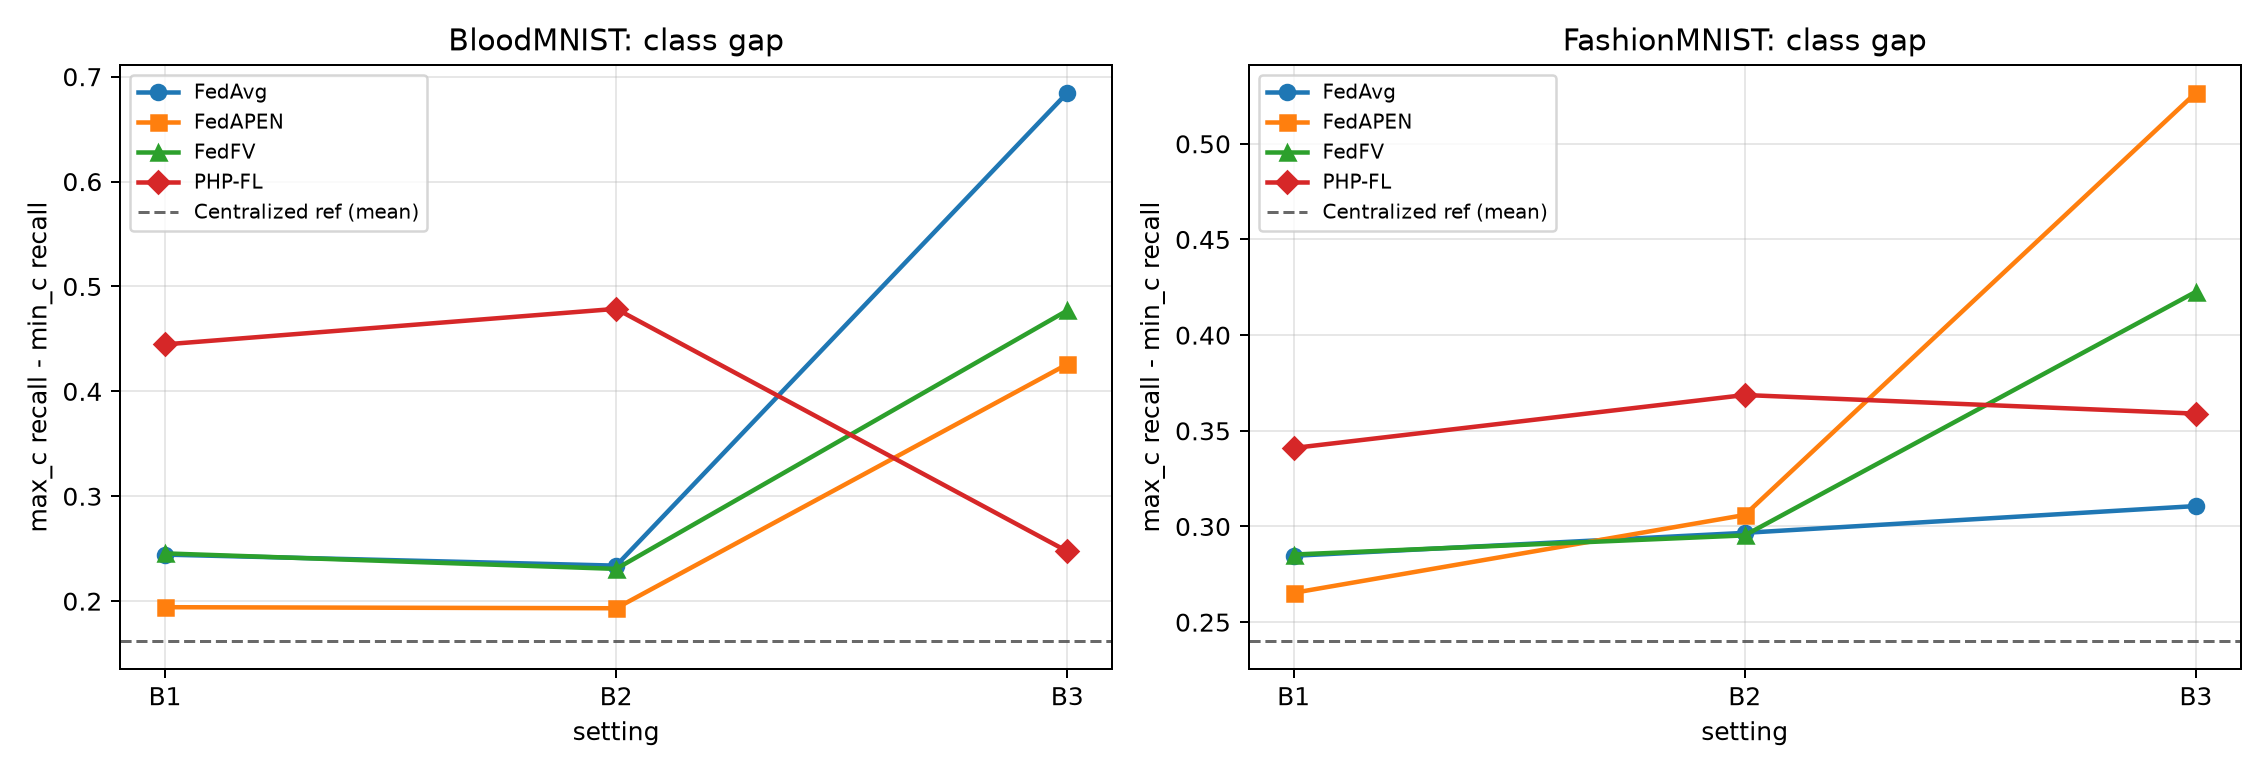 BloodMNIST: class gap
max_c recall - min_c recall
0.7
0.6
0.5
0.4
0.3
0.2
FedAvg
FedAPEN
FedFV
PHP-FL
Centralized ref (mean)
B1
B2
B3
setting
FashionMNIST: class gap
max_c recall - min_c recall
0.50
0.45
0.40
0.35
0.30
0.25
FedAvg
FedAPEN
FedFV
PHP-FL
Centralized ref (mean)
B1
B2
B3
setting